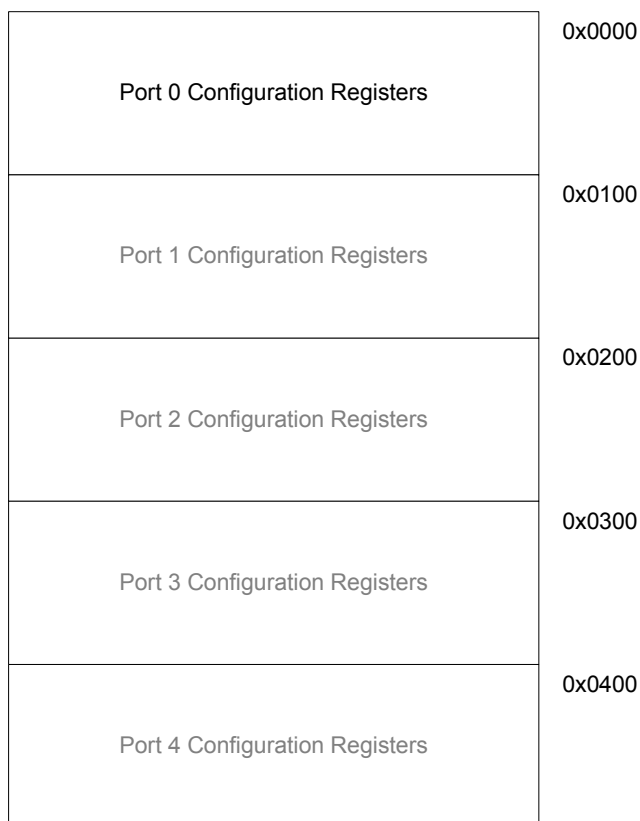 0x0000
Port 0 Configuration Registers
0x0100
Port 1 Configuration Registers
0x0200
Port 2 Configuration Registers
0x0300
Port 3 Configuration Registers
0x0400
Port 4 Configuration Registers